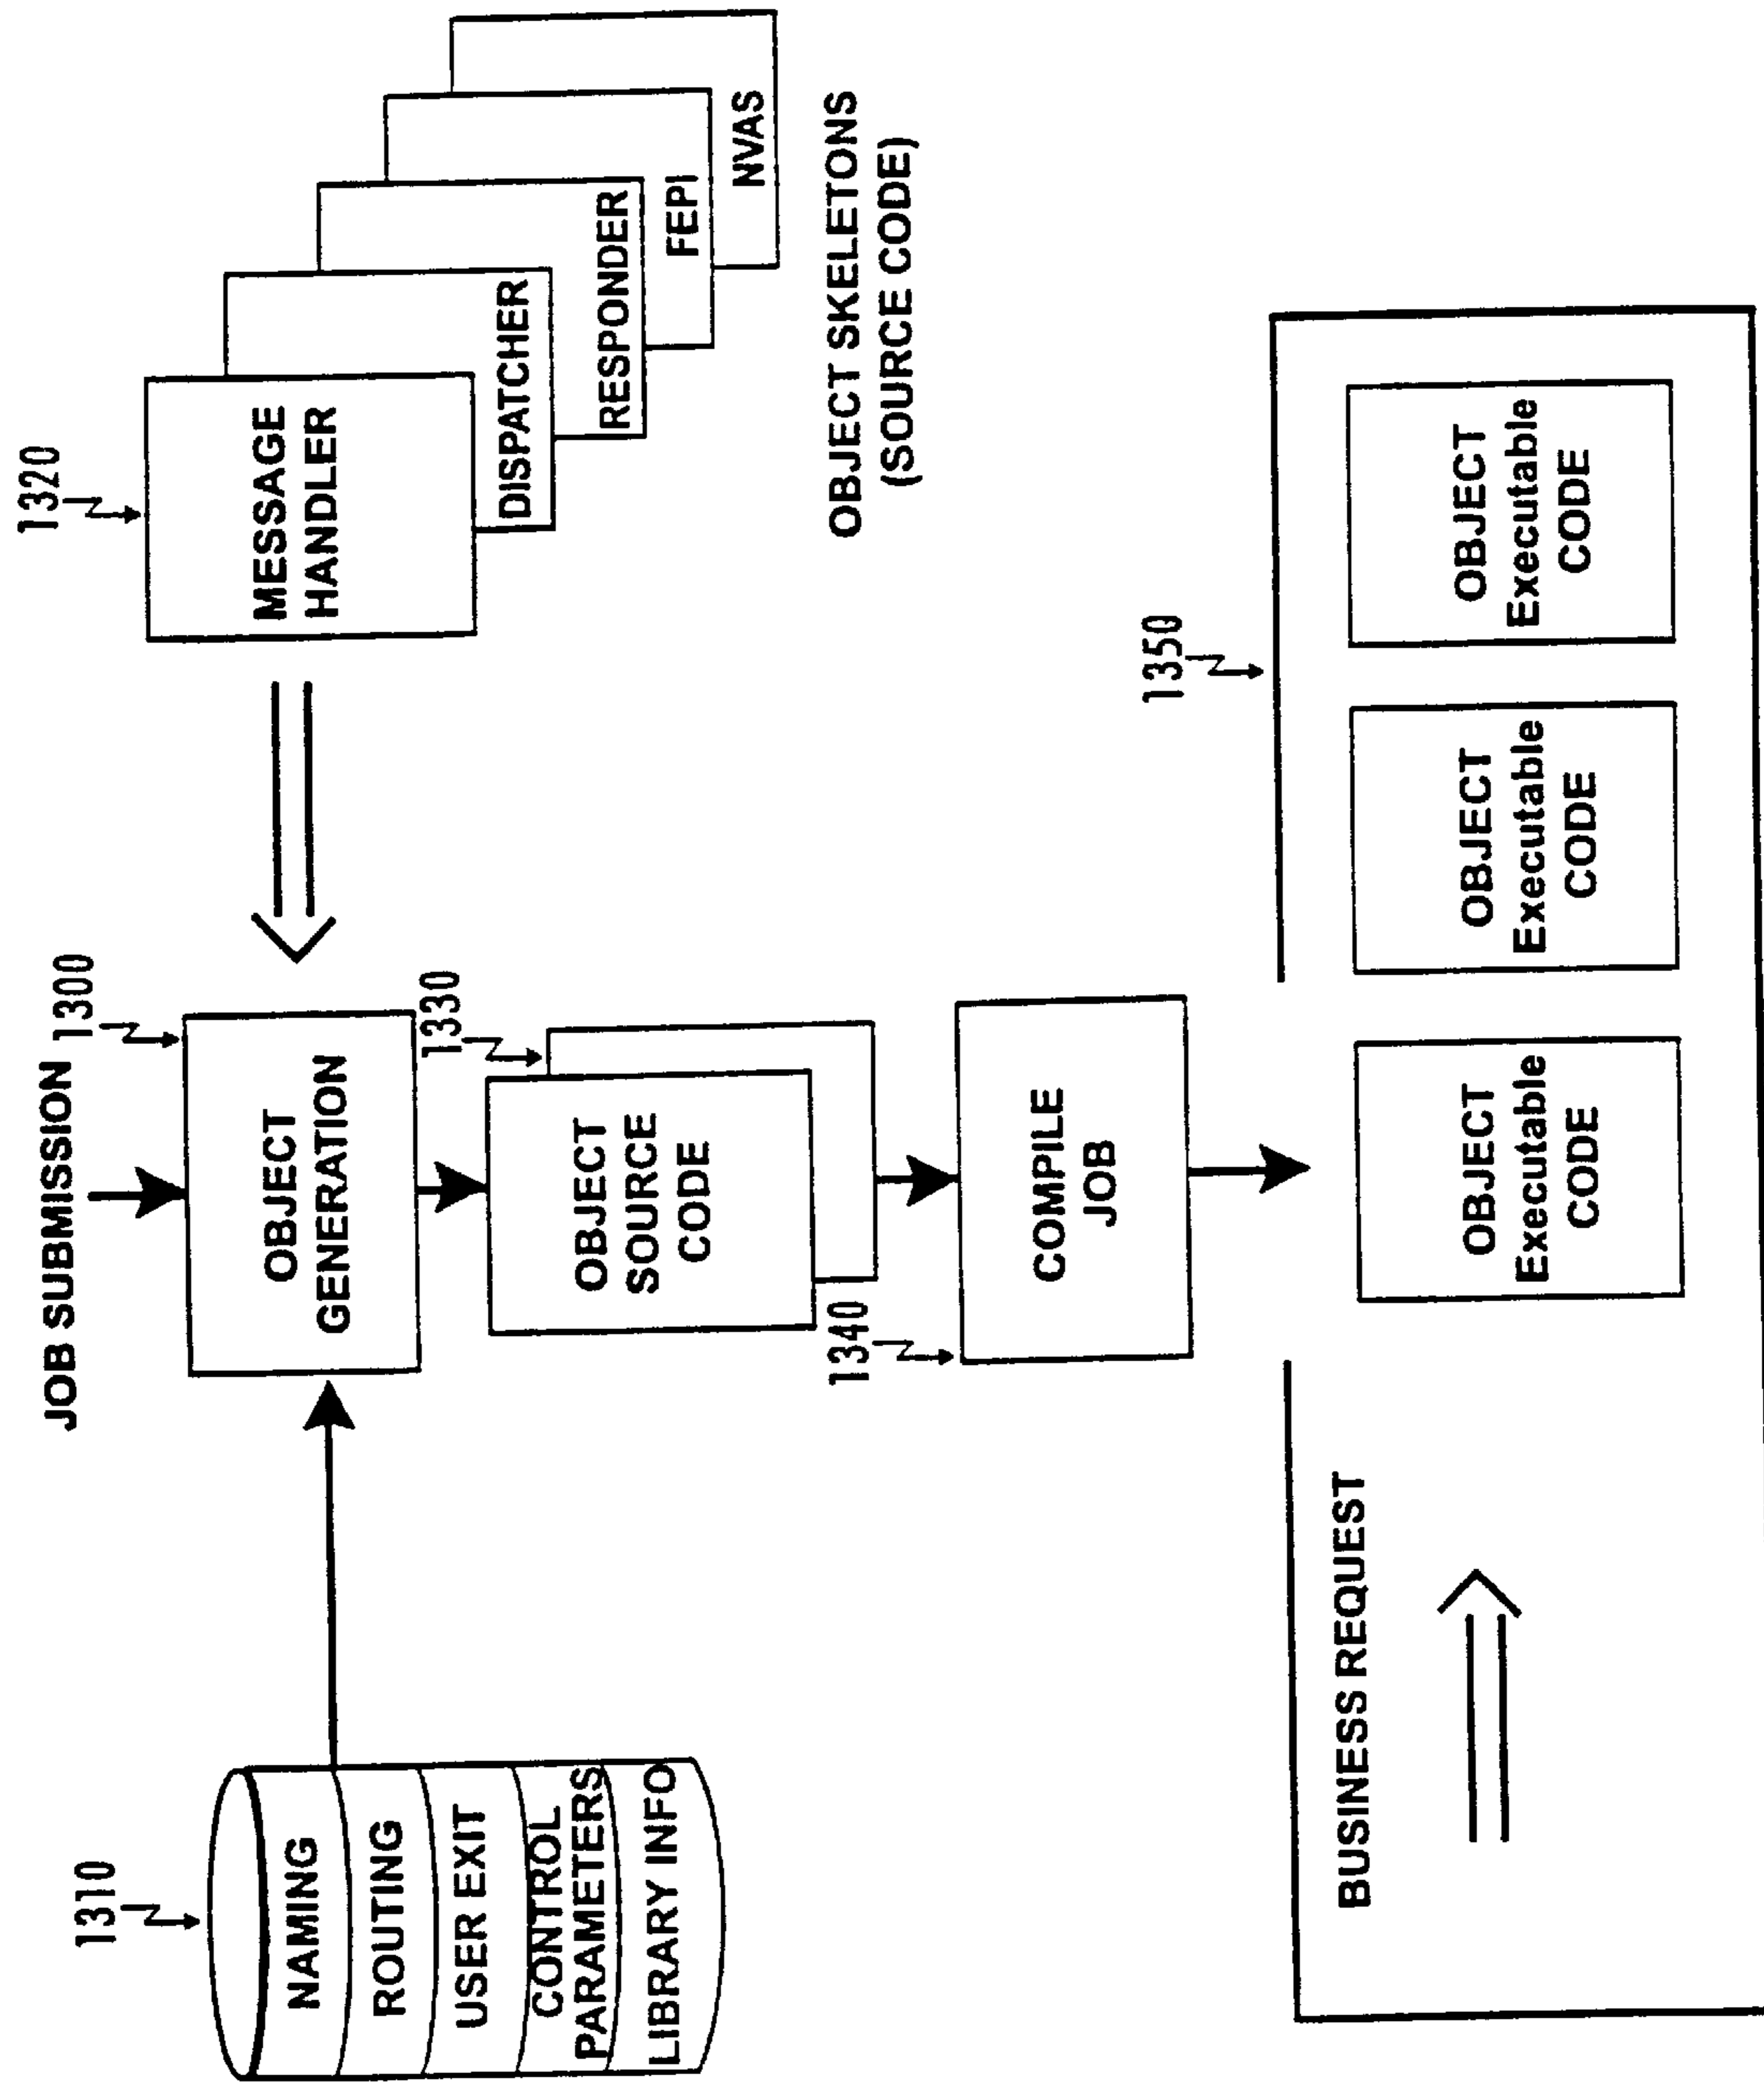 JOB SUBMISSION
1300
1310
NAMING
ROUTING
USER EXIT
CONTROL
PARAMETERS
LIBRARY INFO
OBJECT
GENERATION
1320
MESSAGE
HANDLER
DISPATCHER
RESPONDER
FEPI
NVAS
OBJECT SKELETONS
(SOURCE CODE)
1330
OBJECT
SOURCE
CODE
1340
COMPILE
JOB
1350
BUSINESS REQUEST
OBJECT
Executable
CODE
OBJECT
Executable
CODE
OBJECT
Executable
CODE